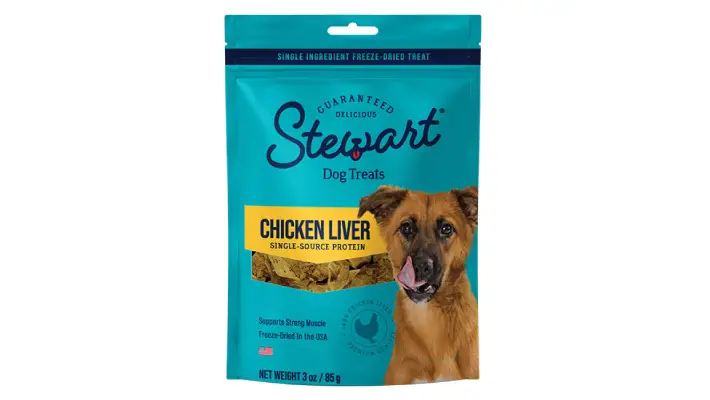 SINGLE INGREDIENT FREEZE-DRIED TREAT
GUARANTEED
DELICIOUS
Stewart®
Dog Treats
CHICKEN LIVER
SINGLE-SOURCE PROTEIN
Supports Strong Muscle
Freeze-Dried in the USA
NET WEIGHT 3 oz / 85 g